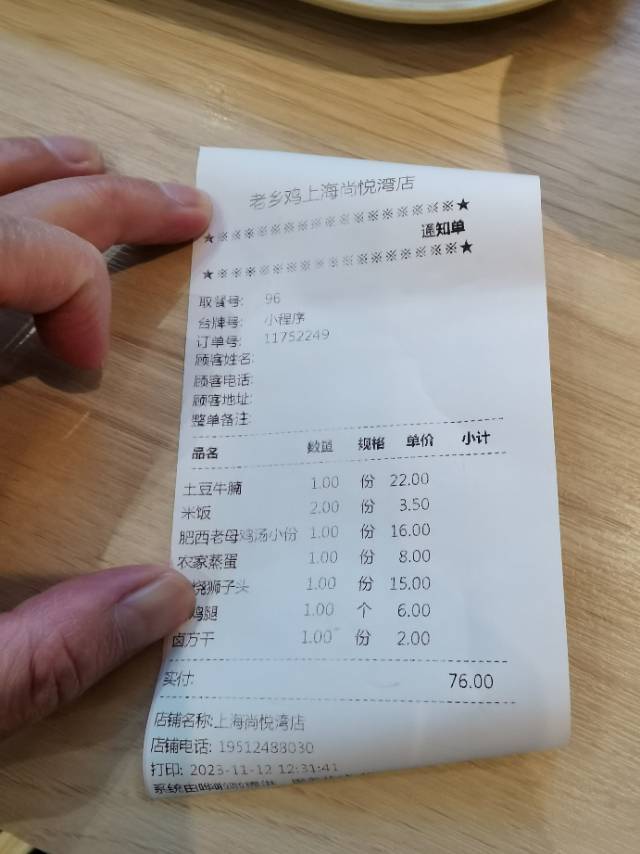 老乡鸡上海尚悦湾店
★※※※※※※※※※※※※※※※※※※★
通知单
★※※※※※※※※※※※※※※※※※※★
取餐号: 96
台牌号: 小程序
订单号: 11752249
顾客姓名:
顾客电话:
顾客地址:
整单备注:
品名 数量 规格 单价 小计
土豆牛腩 1.00 份 22.00
米饭 2.00 份 3.50
肥西老母鸡汤小份 1.00 份 16.00
农家蒸蛋 1.00 份 8.00
烧狮子头 1.00 份 15.00
鸡腿 1.00 个 6.00
卤方干 1.00 份 2.00
实付: 76.00
店铺名称:上海尚悦湾店
店铺电话: 19512488030
打印: 2023-11-12 12:31:41
系统由